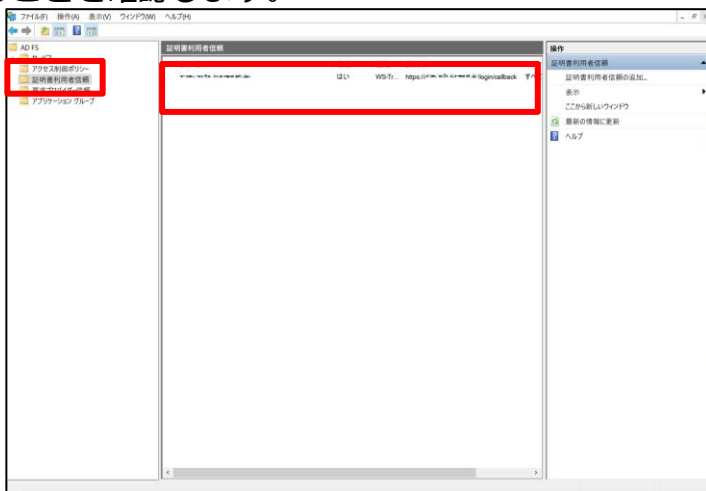 ファイル(F) 操作(A) 表示(V) ウィンドウ(W) ヘルプ(H)
AD FS
アクセス制御ポリシー
証明書利用者信頼
アプリケーション グループ
証明書利用者信頼
はい WS-Tr... https:// login/callback
操作
証明書利用者信頼
証明書利用者信頼の追加...
表示
ここから新しいウィンドウ
最新の情報に更新
ヘルプ